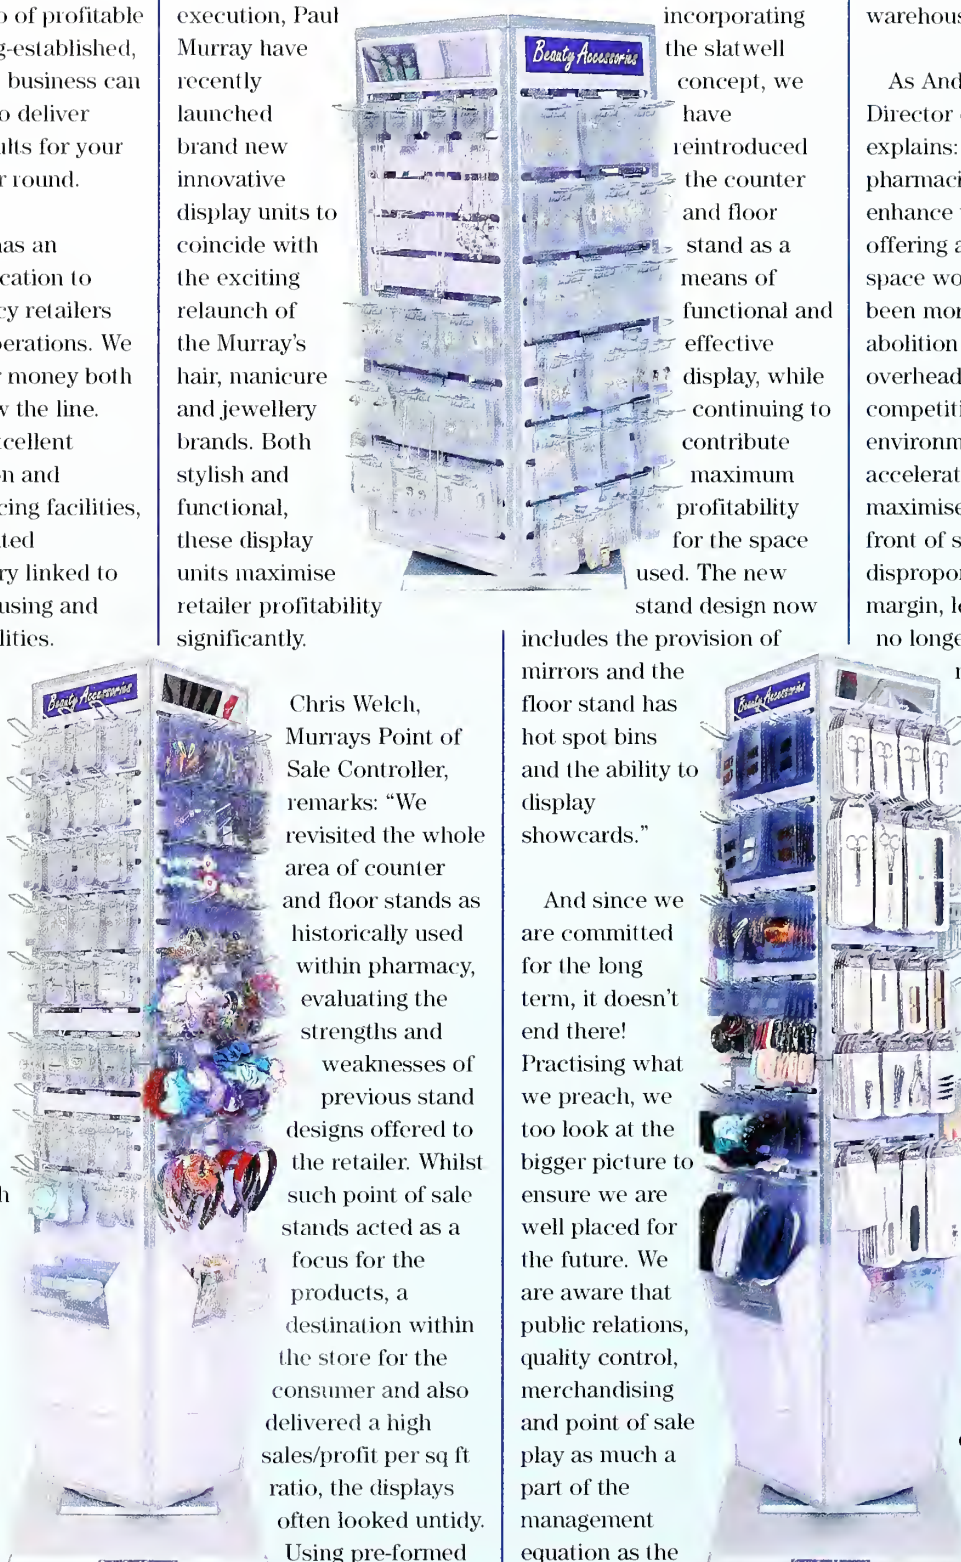 o of profitable
g-established,
business can
o deliver
ults for your
r round.
has an
cation to
cy retailers
perations. We
r money both
w the line.
xcellent
n and
cing facilities,
ted
ry linked to
using and
lities.
h
execution, Paul
Murray have
recently
launched
brand new
innovative
display units to
coincide with
the exciting
relaunch of
the Murray's
hair, manicure
and jewellery
brands. Both
stylish and
functional,
these display
units maximise
retailer profitability
significantly.
Beauty Accessories
Chris Welch,
Murrays Point of
Sale Controller,
remarks: “We
revisited the whole
area of counter
and floor stands as
historically used
within pharmacy,
evaluating the
strengths and
weaknesses of
previous stand
designs offered to
the retailer. Whilst
such point of sale
stands acted as a
focus for the
products, a
destination within
the store for the
consumer and also
delivered a high
sales/profit per sq ft
ratio, the displays
often looked untidy.
Using pre-formed
Beauty Accessories
incorporating
the slatwell
concept, we
have
reintroduced
the counter
and floor
stand as a
means of
functional and
effective
display, while
continuing to
contribute
maximum
profitability
for the space
used. The new
stand design now
includes the provision of
mirrors and the
floor stand has
hot spot bins
and the ability to
display
showcards.”
And since we
are committed
for the long
term, it doesn't
end there!
Practising what
we preach, we
too look at the
bigger picture to
ensure we are
well placed for
the future. We
are aware that
public relations,
quality control,
merchandising
and point of sale
play as much a
part of the
management
equation as the
Beauty Accessories
warehous
As And
Director
explains:
pharmaci
enhance
offering a
space wo
been mor
abolition
overhead
competiti
environm
accelerat
maximise
front of s
dispropor
margin, l
no longe